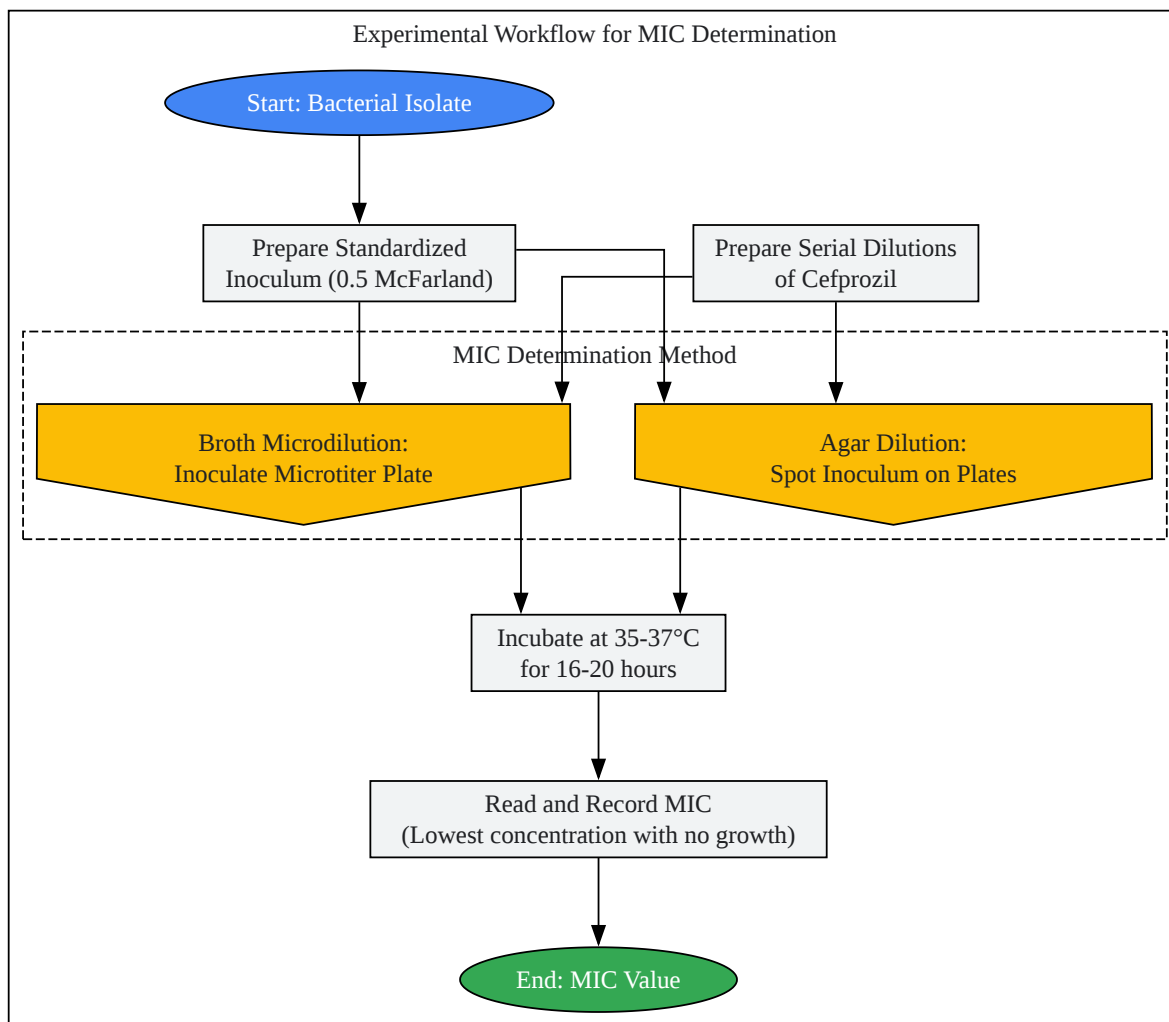 Experimental Workflow for MIC Determination
Start: Bacterial Isolate
Prepare Standardized
Inoculum (0.5 McFarland)
Prepare Serial Dilutions
of Cefprozil
MIC Determination Method
Broth Microdilution:
Inoculate Microtiter Plate
Agar Dilution:
Spot Inoculum on Plates
Incubate at 35-37°C
for 16-20 hours
Read and Record MIC
(Lowest concentration with no growth)
End: MIC Value